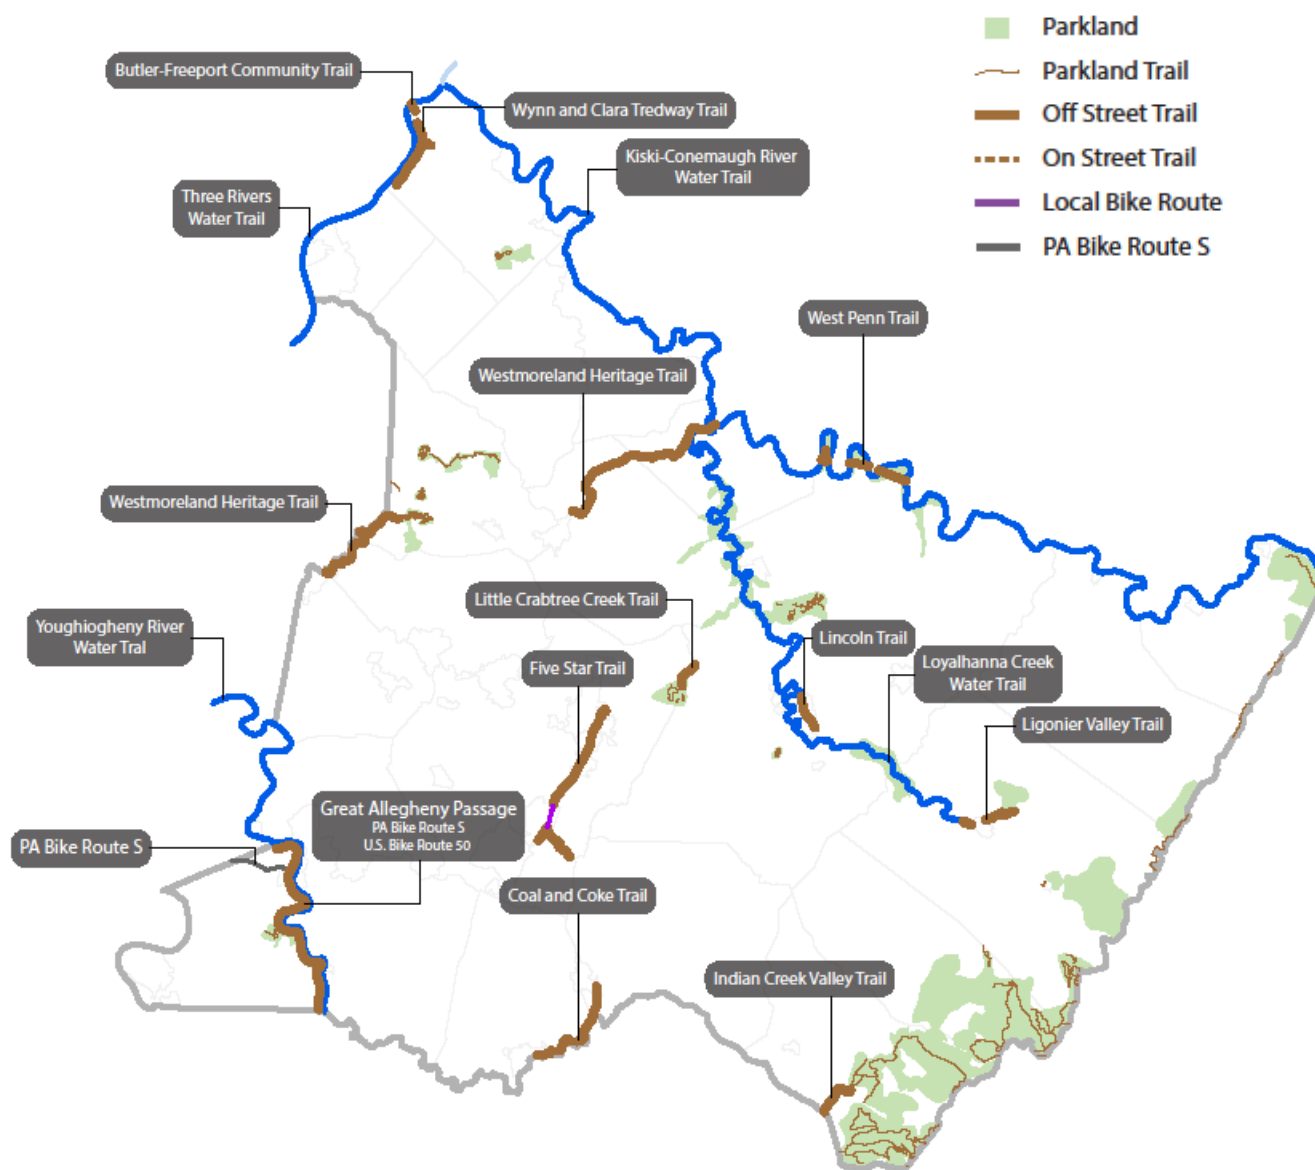 Parkland
Parkland Trail
Off Street Trail
On Street Trail
Local Bike Route
PA Bike Route S
Butler-Freeport Community Trail
Wynn and Clara Tredway Trail
Kiski-Conemaugh River
Water Trail
Three Rivers
Water Trail
West Penn Trail
Westmoreland Heritage Trail
Westmoreland Heritage Trail
Little Crabtree Creek Trail
Youghiogheny River
Water Tral
Lincoln Trail
Five Star Trail
Loyalhanna Creek
Water Trail
Ligonier Valley Trail
Great Allegheny Passage
PA Bike Route S
U.S. Bike Route 50
PA Bike Route S
Coal and Coke Trail
Indian Creek Valley Trail